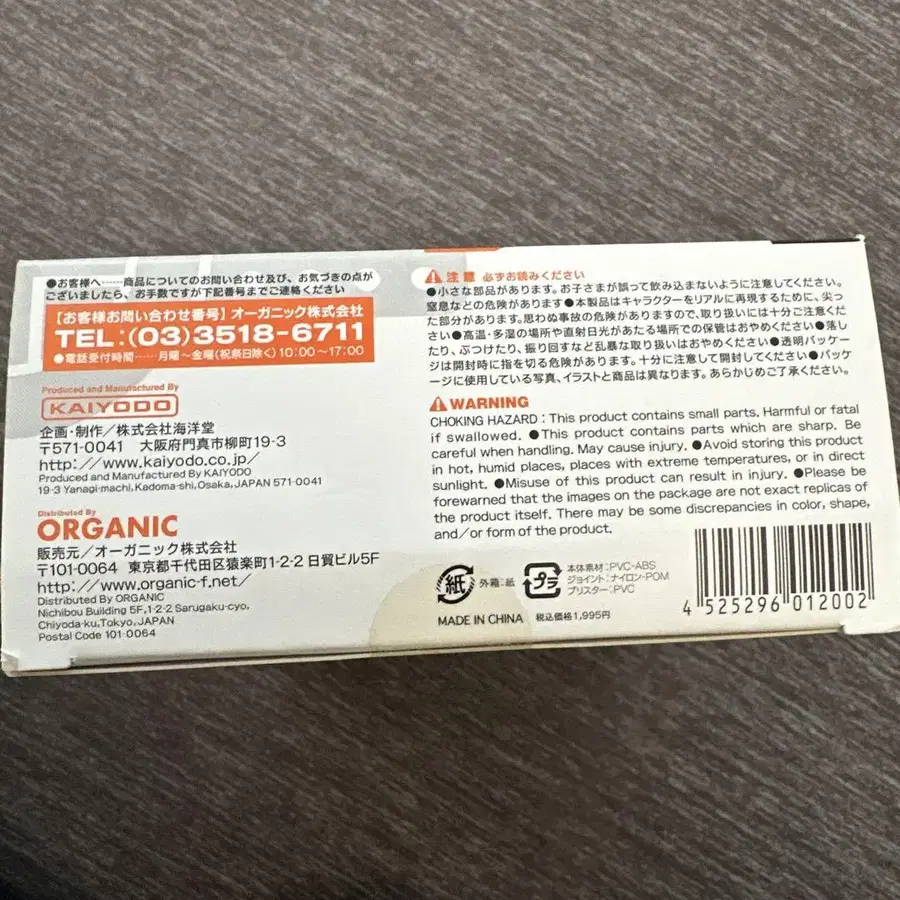 ●お客様へ……商品についてのお問い合わせ及び、お気づきの点が
ございましたら、お手数ですが下記番号までご連絡ください
【お客様お問い合わせ番号】オーガニック株式会社
TEL:(03)3518-6711
●電話受付時間……月曜〜金曜(祝祭日除く)10:00〜17:00
Produced and Manufactured By
KAIYODO
企画・制作／株式会社海洋堂
〒571-0041 大阪府門真市柳町19-3
http://www.kaiyodo.co.jp/
Produced and Manufactured By KAIYODO
19-3 Yanagi-machi, Kadoma-shi, Osaka, JAPAN 571-0041
Distributed By
ORGANIC
販売元／オーガニック株式会社
〒101-0064 東京都千代田区猿楽町1-2-2 日貿ビル5F
http://www.organic-f.net/
Distributed By ORGANIC
Nichibou Building 5F,1-2-2 Sarugaku-cyo,
Chiyoda-ku,Tokyo, JAPAN
Postal Code 101-0064
注意 必ずお読みください
●小さな部品があります。お子さまが誤って飲み込まないように注意してください。
窒息などの危険があります●本製品はキャラクターをリアルに再現するために、尖っ
た部分があります。思わぬ事故の危険がありますので、取り扱いには十分ご注意くだ
さい●高温・多湿の場所や直射日光があたる場所での保管はおやめください●落し
たり、ぶつけたり、振り回すなど乱暴な取り扱いはおやめください●透明パッケー
ジは開封時に指を切る危険があります。十分に注意して開封してください●パッケ
ージに使用している写真、イラストと商品は異なります。あらかじめご了承ください。
WARNING
CHOKING HAZARD : This product contains small parts. Harmful or fatal
if swallowed. ●This product contains parts which are sharp. Be
careful when handling. May cause injury. ●Avoid storing this product
in hot, humid places, places with extreme temperatures, or in direct
sunlight. ●Misuse of this product can result in injury. ●Please be
forewarned that the images on the package are not exact replicas of
the product itself. There may be some discrepancies in color, shape,
and/or form of the product.
紙
外箱:紙
プラ
本体素材:PVC・ABS
ジョイント:ナイロン・POM
ブリスター:PVC
MADE IN CHINA
税込価格1,995円
4 525296 012002